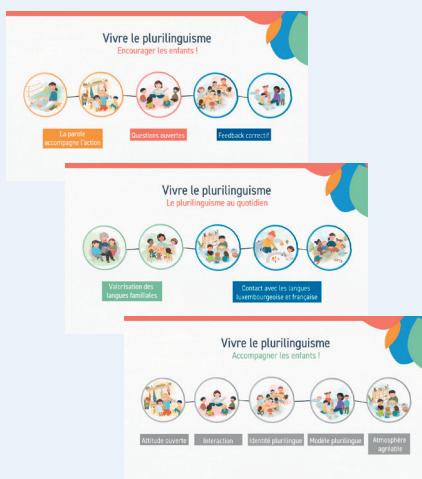 Vivre le plurilinguisme
Encourager les enfants !
La parole
accompagne l'action
Questions ouvertes
Feedback correctif
Vivre le plurilinguisme
Le plurilinguisme au quotidien
Valorisation des
langues familiales
Contact avec les langues
luxembourgeoise et française
Vivre le plurilinguisme
Accompagner les enfants !
Attitude ouverte
Interaction
Identité plurilingue
Modèle plurilingue
Atmosphère
agréable